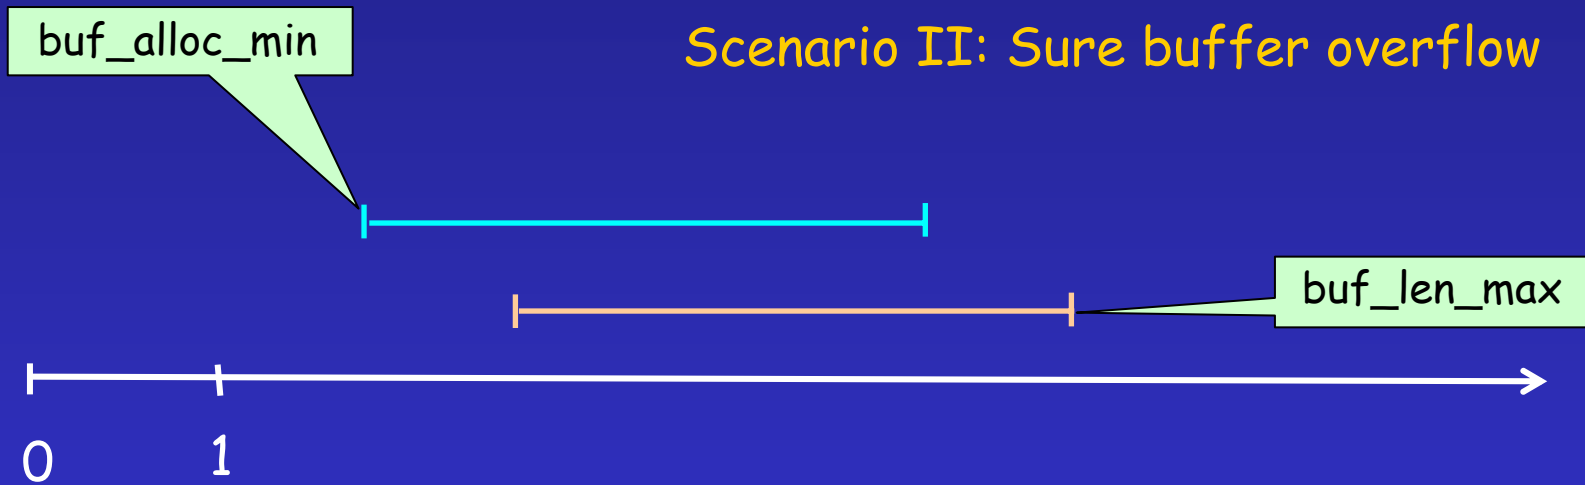 buf_alloc_min
Scenario II: Sure buffer overflow
buf_len_max
0
1